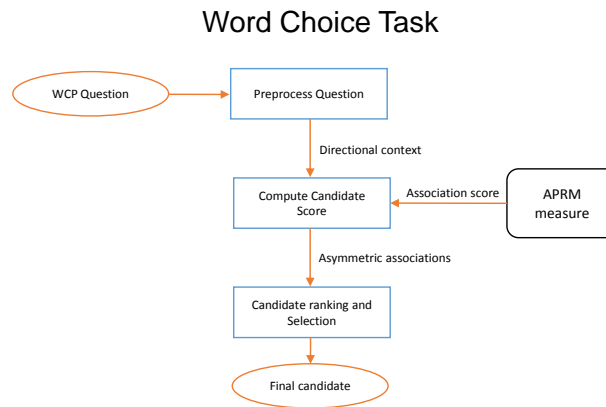 Word Choice Task
WCP Question
Preprocess Question
Directional context
Compute Candidate
Score
Association score
APRM
measure
Asymmetric associations
Candidate ranking and
Selection
Final candidate